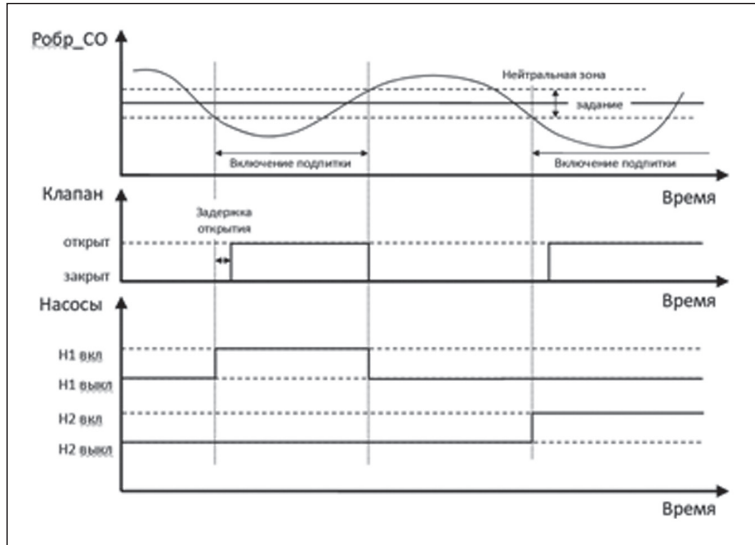 Робр_СО
Нейтральная зона
задание
Включение подпитки
Включение подпитки
Время
Клапан
Задержка
открытия
открыт
закрыт
Время
Насосы
Н1 вкл
Н1 выкл
Н2 вкл
Н2 выкл
Время